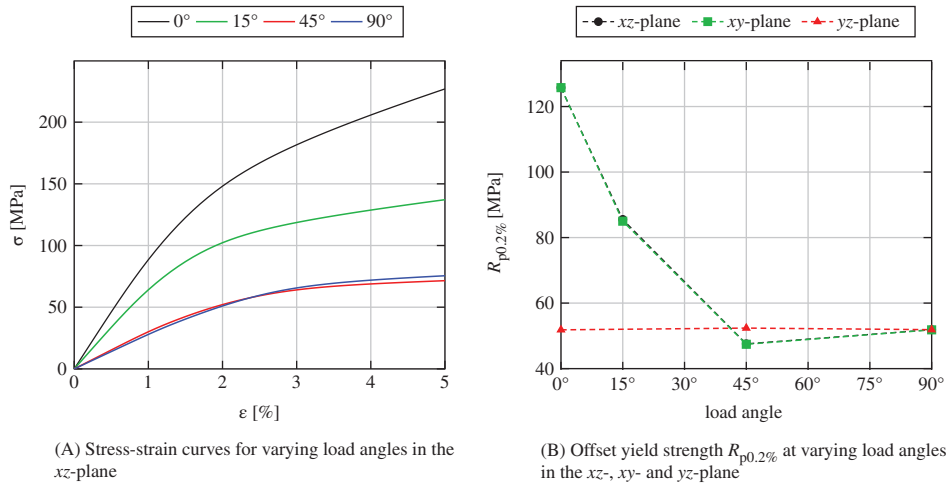 0° 15° 45° 90°
200
150
100
50
0
σ [MPa]
0 1 2 3 4 5
ε [%]
(A) Stress-strain curves for varying load angles in the
xz-plane
xz-plane xy-plane yz-plane
120
100
80
60
40
Rp0.2% [MPa]
0° 15° 30° 45° 60° 75° 90°
load angle
(B) Offset yield strength Rp0.2% at varying load angles
in the xz-, xy- and yz-plane